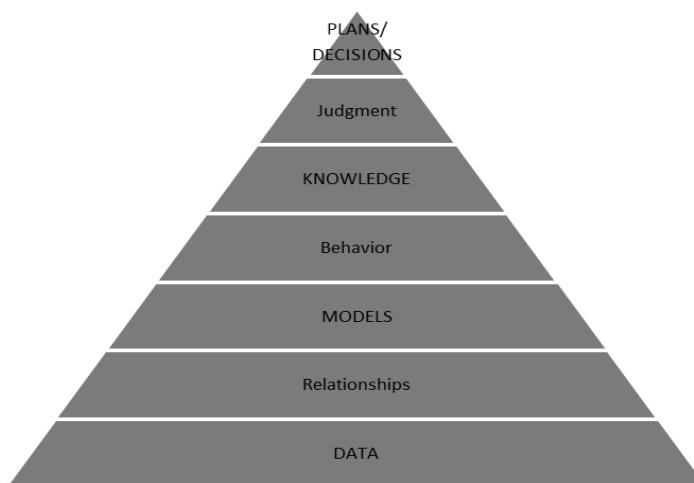 PLANS/
DECISIONS
Judgment
KNOWLEDGE
Behavior
MODELS
Relationships
DATA